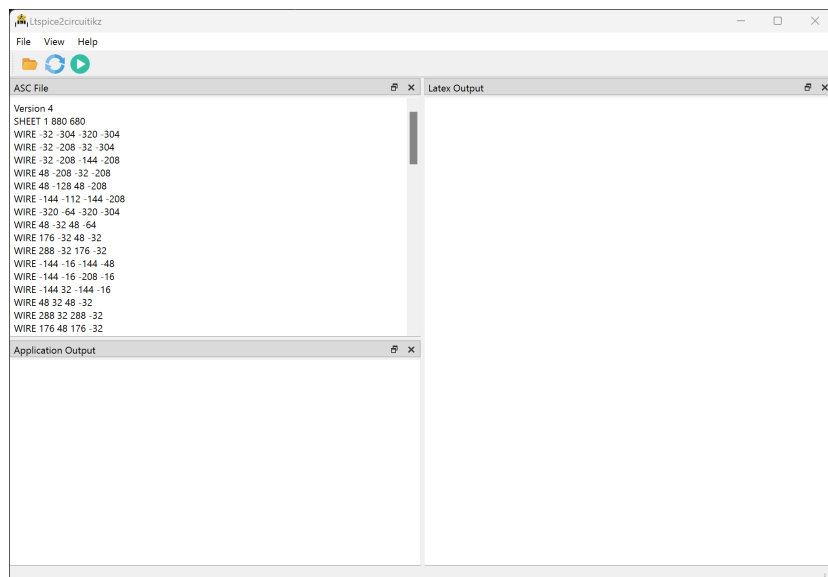 Ltspice2circuitikz
File View Help
ASC File
Version 4
SHEET 1 880 680
WIRE -32 -304 -320 -304
WIRE -32 -208 -32 -304
WIRE -32 -208 -144 -208
WIRE 48 -208 -32 -208
WIRE 48 -128 48 -208
WIRE -144 -112 -144 -208
WIRE -320 -64 -320 -304
WIRE 48 -32 48 -64
WIRE 176 -32 48 -32
WIRE 288 -32 176 -32
WIRE -144 -16 -144 -48
WIRE -144 -16 -208 -16
WIRE -144 32 -144 -16
WIRE 48 32 48 -32
WIRE 288 32 288 -32
WIRE 176 48 176 -32
Application Output
Latex Output